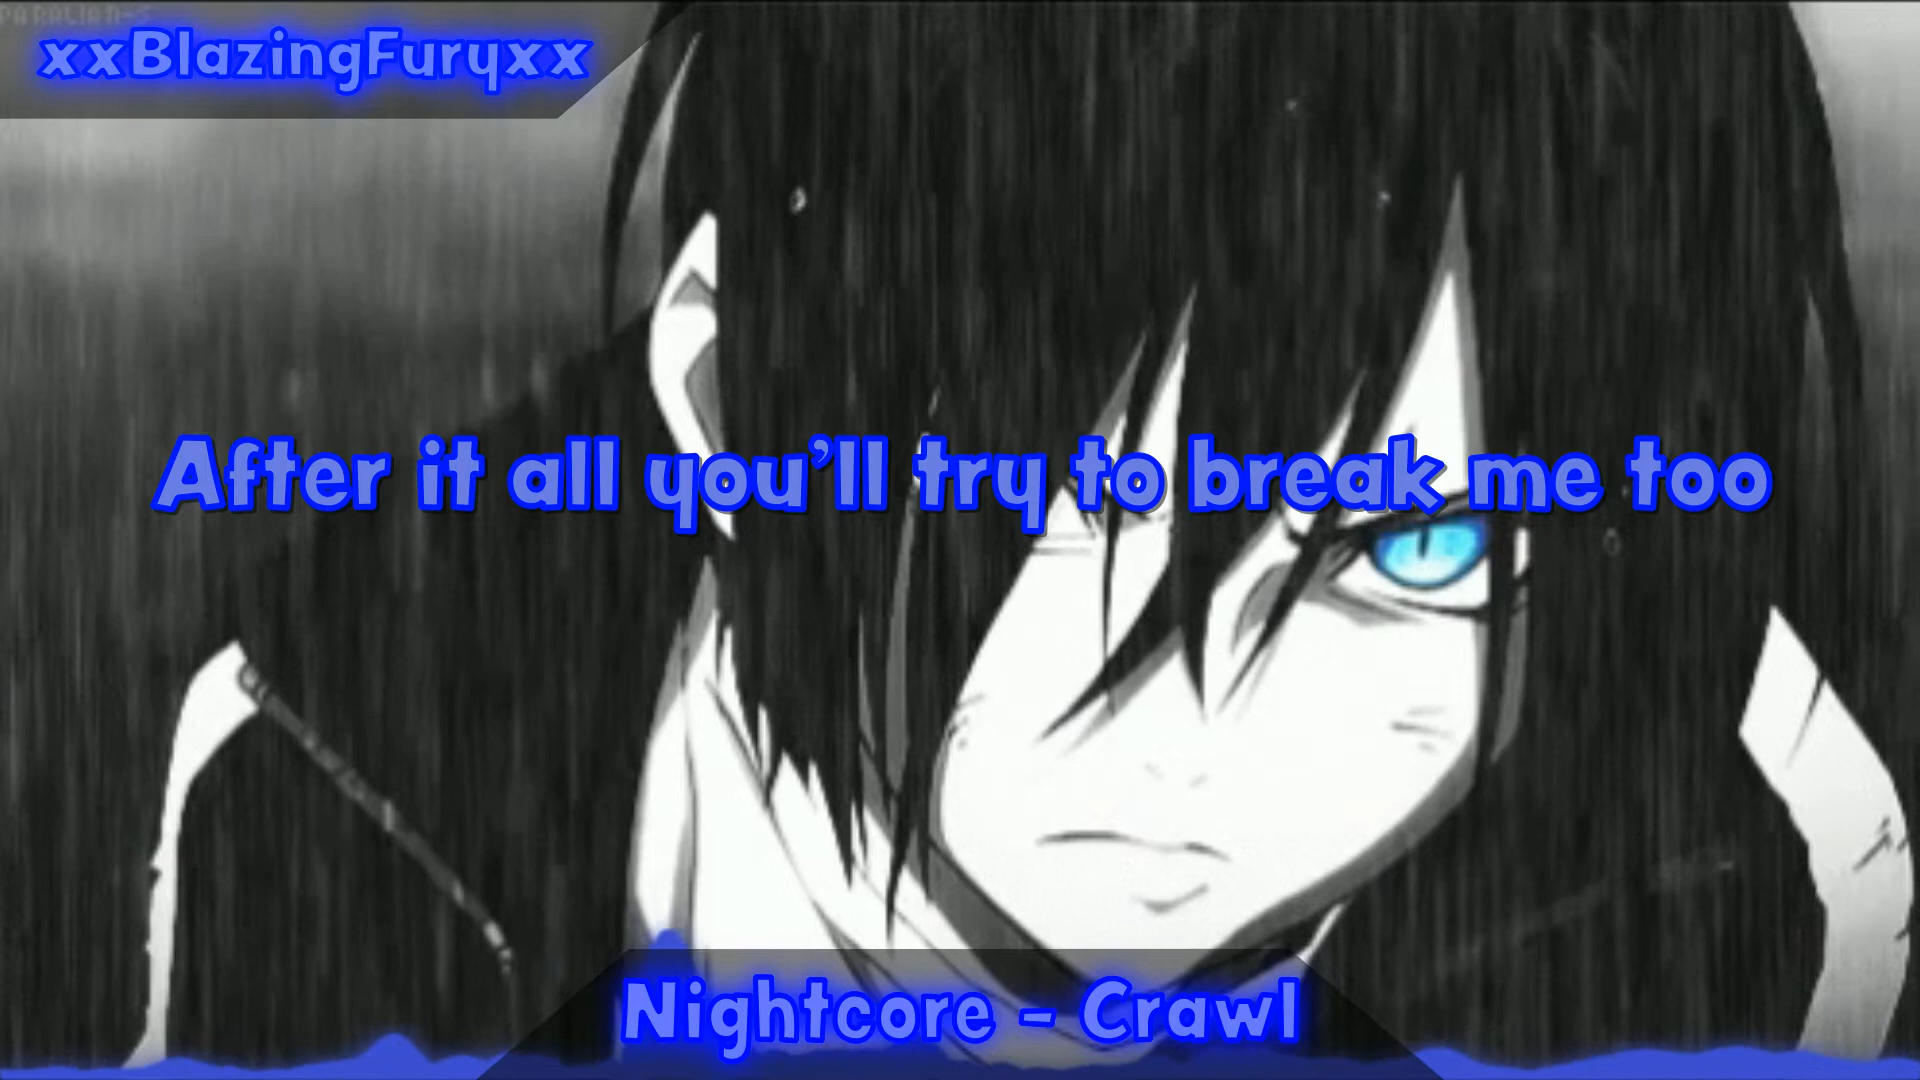 xxBlazingFuryxx
After it all you'll try to break me too
Nightcore - Crawl